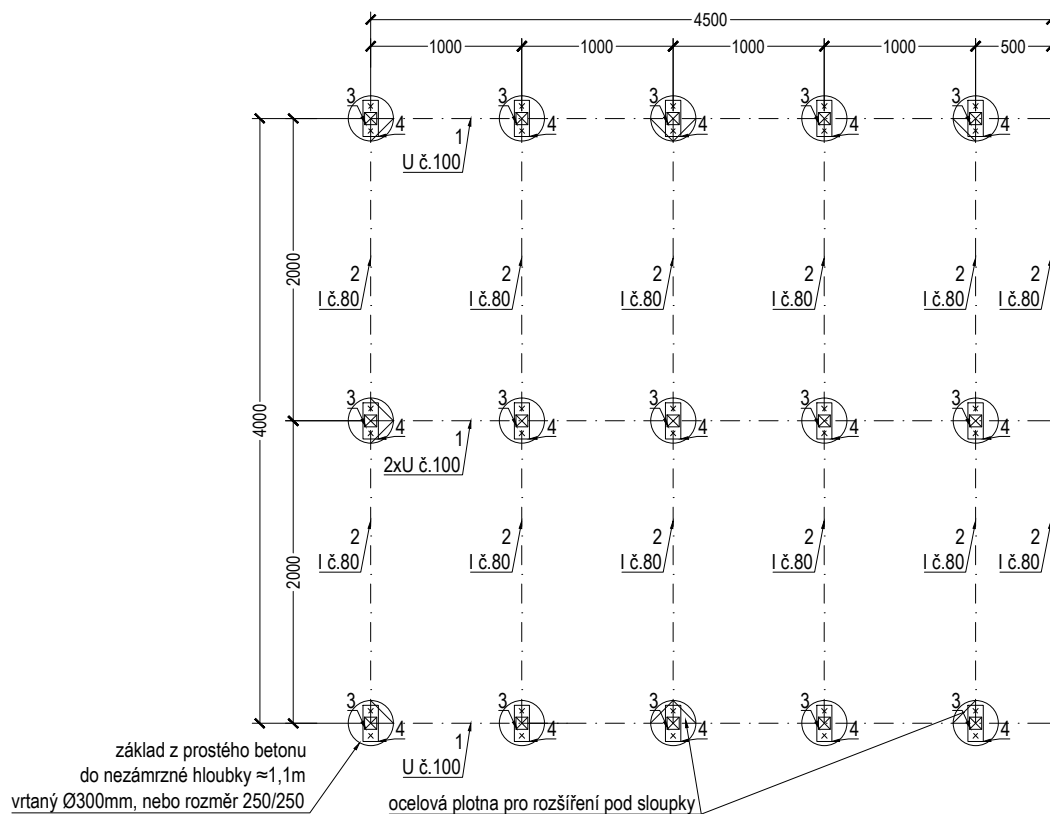 4500
1000 1000 1000 1000 500
3 3 3 3 3
4 4 4 4 4
1
U č.100
2000
2 2 2 2 2 2
I č.80 I č.80 I č.80 I č.80 I č.80 I č.80
4000
3 3 3 3 3
4 4 4 4 4
1
2xU č.100
2000
2 2 2 2 2 2
I č.80 I č.80 I č.80 I č.80 I č.80 I č.80
3 3 3 3 3
4 4 4 4 4
1
U č.100
základ z prostého betonu
do nezámrzné hloubky ≈1,1m
vrtaný Ø300mm, nebo rozměr 250/250
ocelová plotna pro rozšíření pod sloupky